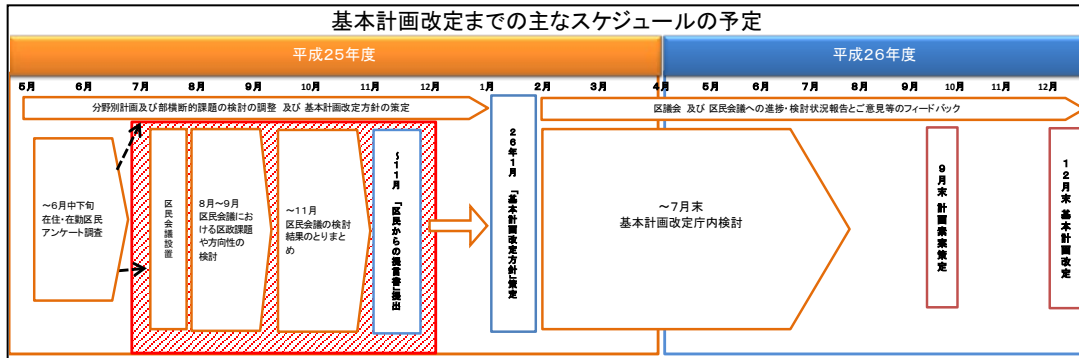 基本計画改定までの主なスケジュールの予定
平成25年度
平成26年度
5月 6月 7月 8月 9月 10月 11月 12月 1月 2月 3月 4月 5月 6月 7月 8月 9月 10月 11月 12月
分野別計画及び部横断的課題の検討の調整 及び 基本計画改定方針の策定
区議会 及び 区民会議への進捗・検討状況報告とご意見等のフィードバック
～6月中下旬
在住・在勤区民
アンケート調査
区民会議設置
8月～9月
区民会議にお
ける区政課題
や方向性の
検討
～11月
区民会議の検討
結果のとりまと
め
～11月 「区民からの提言書」提出
26年1月 「基本計画改定方針」策定
～7月末
基本計画改定庁内検討
9月末 計画素案策定
12月末 基本計画改定